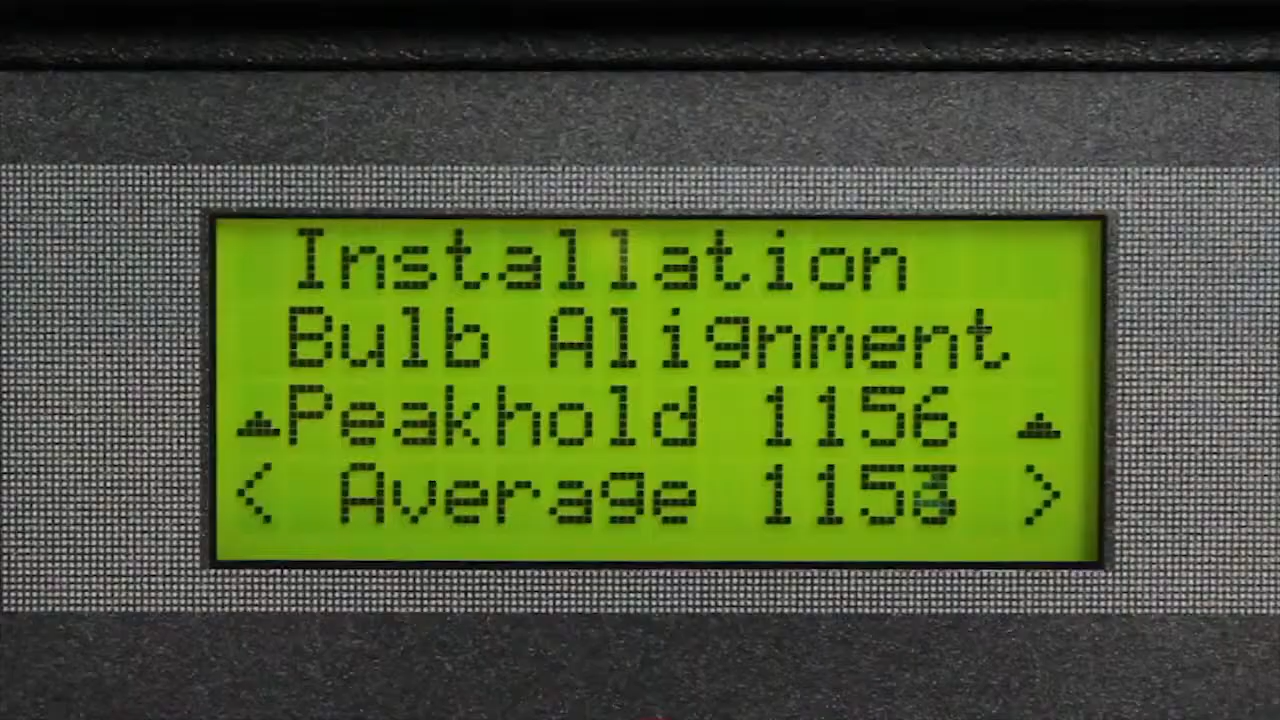 Installation
Bulb Alignment
▲Peakhold 1156 ▲
< Average >